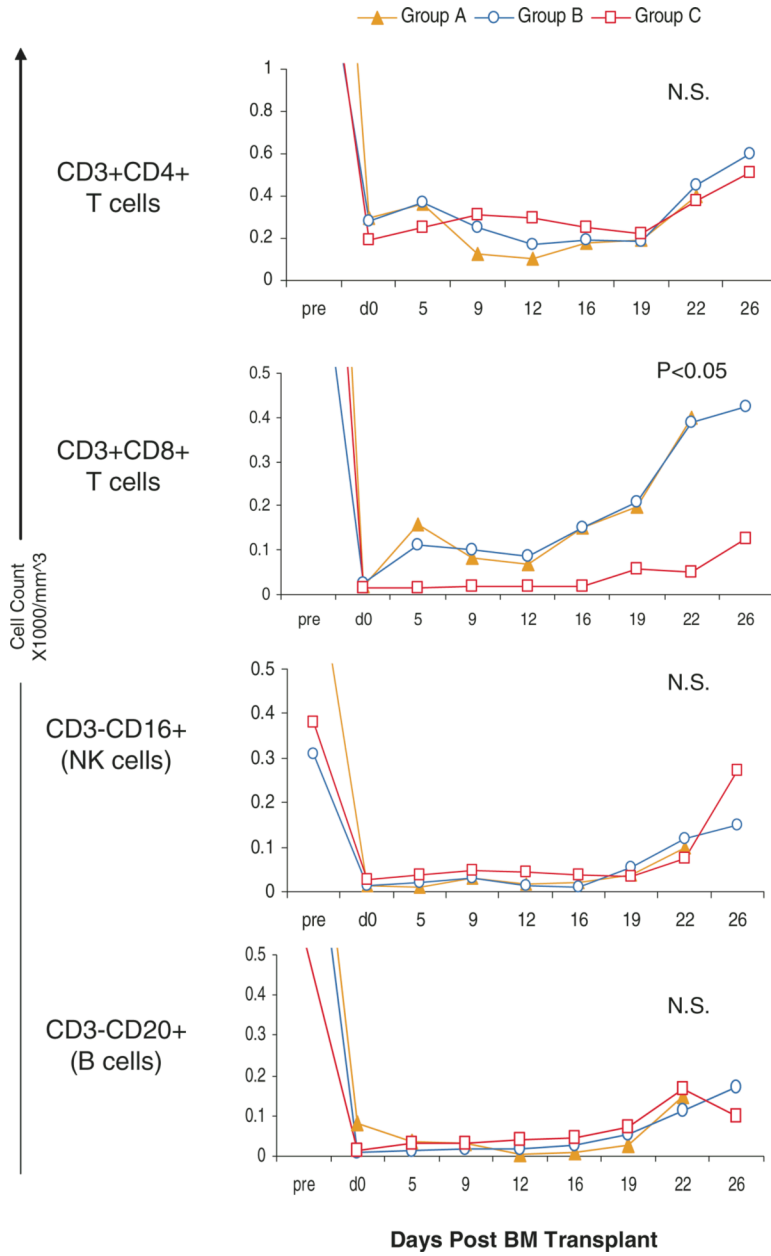 Group A Group B Group C
1
0.8
0.6
0.4
0.2
0
N.S.
CD3+CD4+
T cells
pre d0 5 9 12 16 19 22 26
0.5
0.4
0.3
0.2
0.1
0
P<0.05
CD3+CD8+
T cells
pre d0 5 9 12 16 19 22 26
Cell Count
X1000/mm^3
0.5
0.4
0.3
0.2
0.1
0
N.S.
CD3-CD16+
(NK cells)
pre d0 5 9 12 16 19 22 26
0.5
0.4
0.3
0.2
0.1
0
N.S.
CD3-CD20+
(B cells)
pre d0 5 9 12 16 19 22 26
Days Post BM Transplant